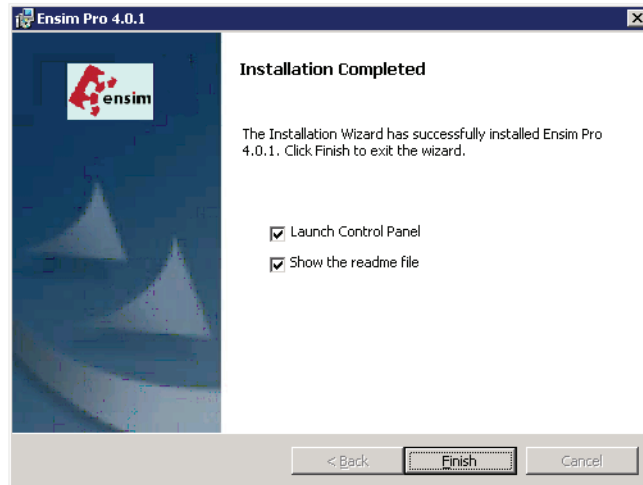 Ensim Pro 4.0.1
ensim
Installation Completed
The Installation Wizard has successfully installed Ensim Pro
4.0.1. Click Finish to exit the wizard.
Launch Control Panel
Show the readme file
< Back
Finish
Cancel